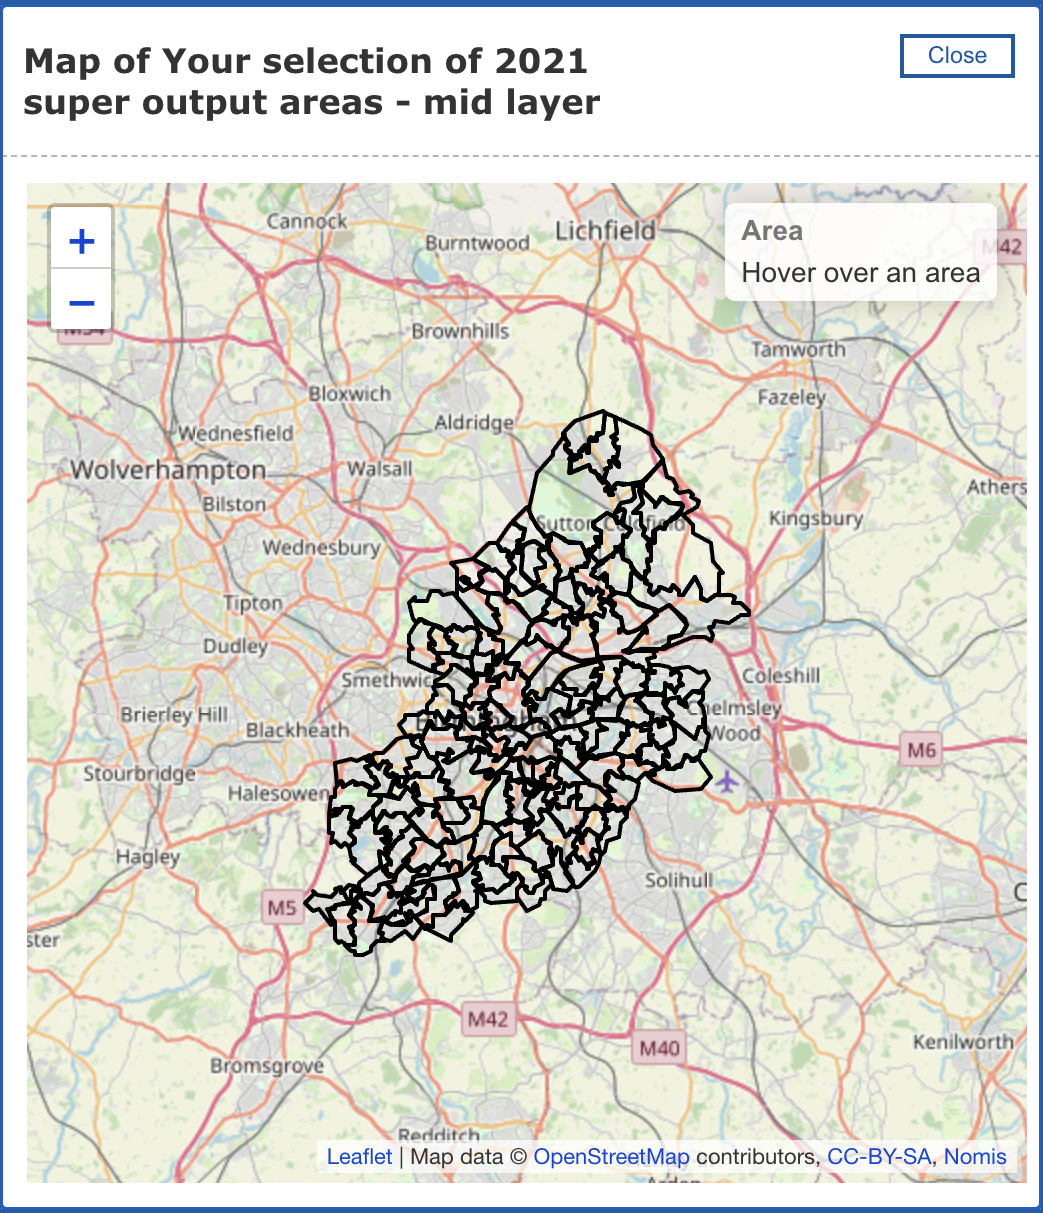 Map of Your selection of 2021
super output areas - mid layer
Close
+
−
Area
Hover over an area
Cannock
Burntwood
Lichfield
M42
Brownhills
Tamworth
Fazeley
Bloxwich
Aldridge
Wednesfield
Wolverhampton
Walsall
Bilston
Athers
Sutton Coldfield
Kingsbury
Wednesbury
Tipton
Dudley
Smethwic
Coleshill
Brierley Hill
Blackheath
Birmingham
Chelmsley
Wood
M6
Stourbridge
Halesowen
Hagley
Solihull
M5
C
ster
M42
M40
Kenilworth
Bromsgrove
Redditch
Leaflet | Map data © OpenStreetMap contributors, CC-BY-SA, Nomis
Arden